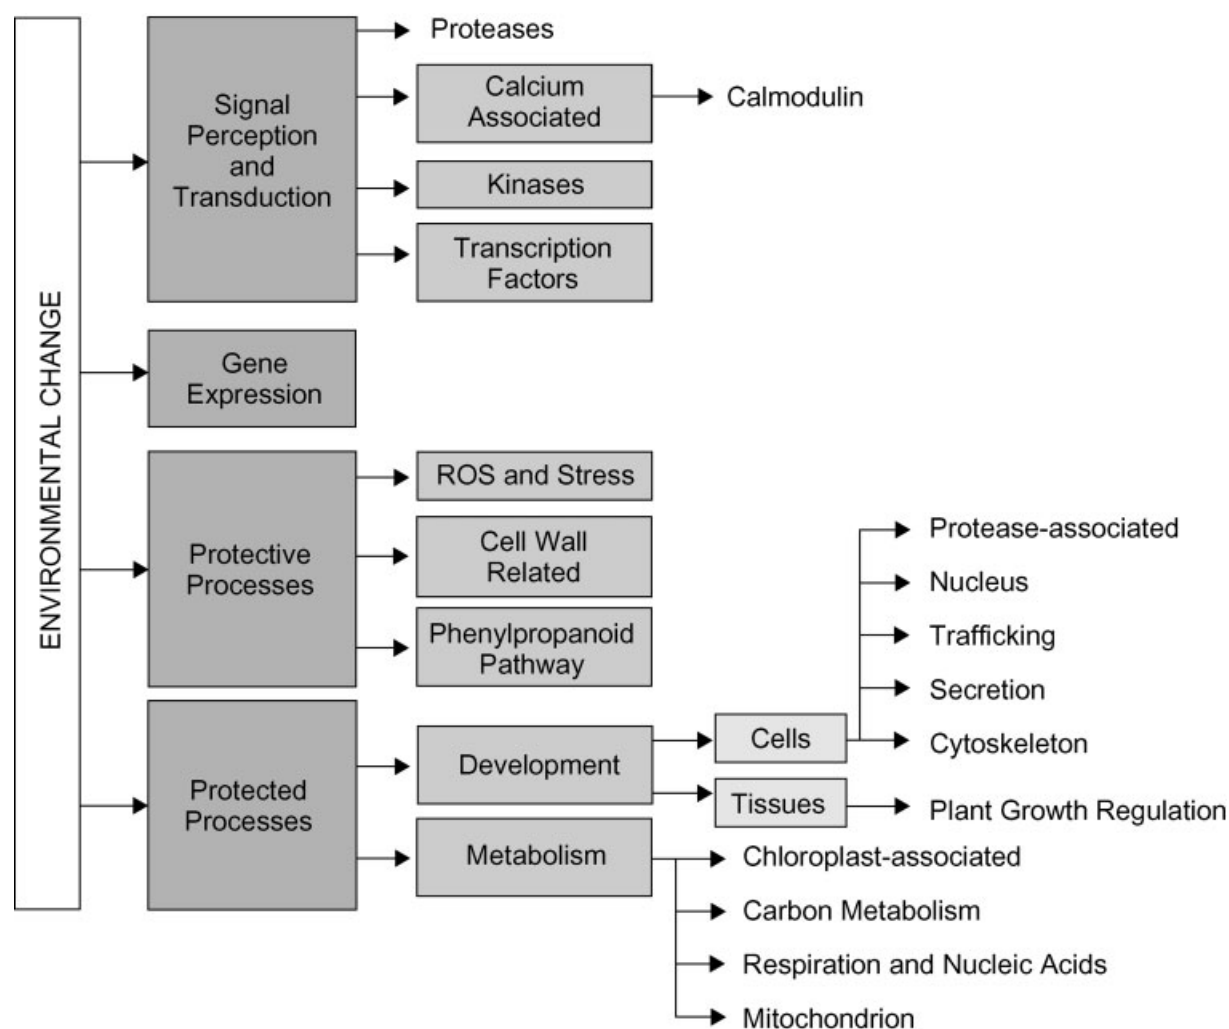 ENVIRONMENTAL CHANGE
Signal
Perception
and
Transduction
Proteases
Calcium
Associated
Calmodulin
Kinases
Transcription
Factors
Gene
Expression
Protective
Processes
ROS and Stress
Cell Wall
Related
Phenylpropanoid
Pathway
Protected
Processes
Development
Cells
Protease-associated
Nucleus
Trafficking
Secretion
Cytoskeleton
Tissues
Plant Growth Regulation
Metabolism
Chloroplast-associated
Carbon Metabolism
Respiration and Nucleic Acids
Mitochondrion